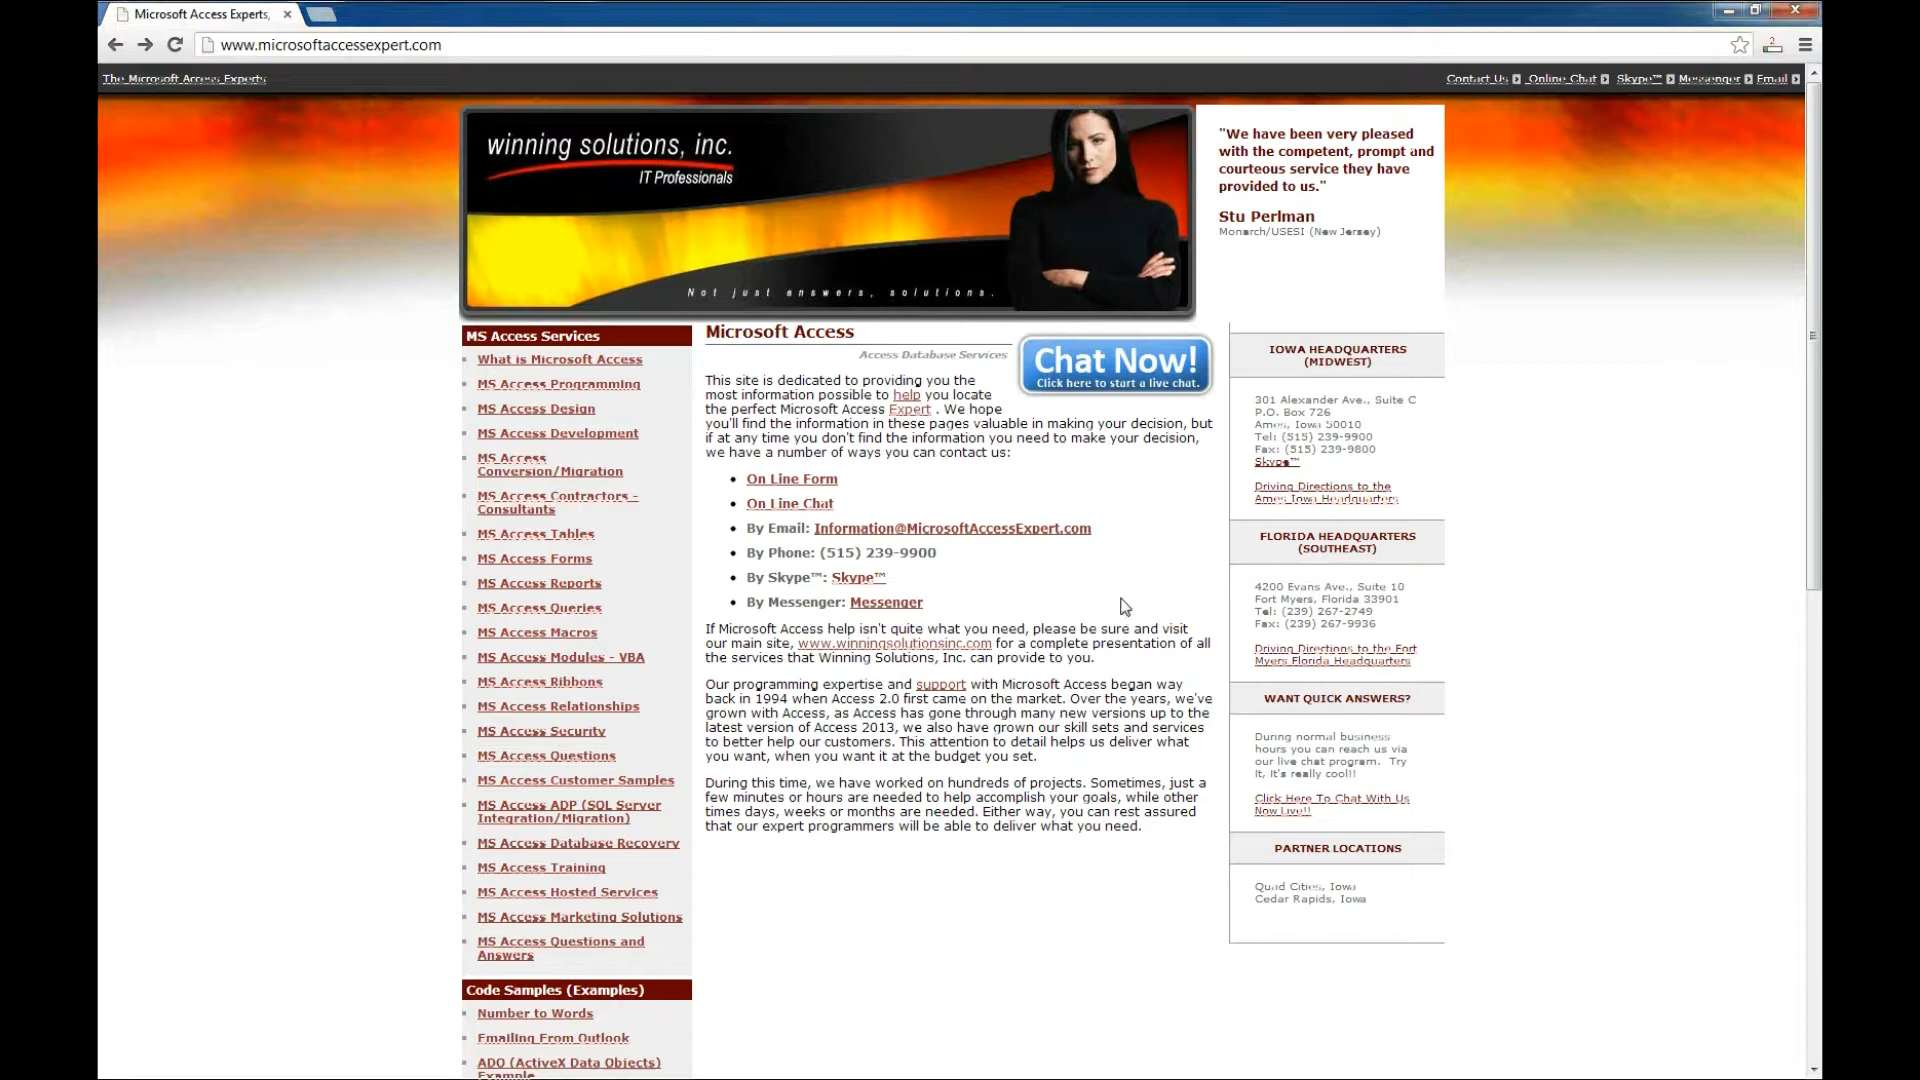 Microsoft Access Experts,
www.microsoftaccessexpert.com
2
The Microsoft Access Experts
Contact Us Online Chat Skype™ Messenger Email
winning solutions, inc.
IT Professionals
Not just answers, solutions.
"We have been very pleased
with the competent, prompt and
courteous service they have
provided to us."
Stu Perlman
Monarch/USESI (New Jersey)
MS Access Services
What is Microsoft Access
MS Access Programming
MS Access Design
MS Access Development
MS Access
Conversion/Migration
MS Access Contractors -
Consultants
MS Access Tables
MS Access Forms
MS Access Reports
MS Access Queries
MS Access Macros
MS Access Modules - VBA
MS Access Ribbons
MS Access Relationships
MS Access Security
MS Access Questions
MS Access Customer Samples
MS Access ADP (SQL Server
Integration/Migration)
MS Access Database Recovery
MS Access Training
MS Access Hosted Services
MS Access Marketing Solutions
MS Access Questions and
Answers
Code Samples (Examples)
Number to Words
Emailing From Outlook
ADO (ActiveX Data Objects)
Example
Microsoft Access
Access Database Services
Chat Now!
Click here to start a live chat.
This site is dedicated to providing you the
most information possible to help you locate
the perfect Microsoft Access Expert . We hope
you'll find the information in these pages valuable in making your decision, but
if at any time you don't find the information you need to make your decision,
we have a number of ways you can contact us:
On Line Form
On Line Chat
By Email: Information@MicrosoftAccessExpert.com
By Phone: (515) 239-9900
By Skype™: Skype™
By Messenger: Messenger
If Microsoft Access help isn't quite what you need, please be sure and visit
our main site, www.winningsolutionsinc.com for a complete presentation of all
the services that Winning Solutions, Inc. can provide to you.
Our programming expertise and support with Microsoft Access began way
back in 1994 when Access 2.0 first came on the market. Over the years, we've
grown with Access, as Access has gone through many new versions up to the
latest version of Access 2013, we also have grown our skill sets and services
to better help our customers. This attention to detail helps us deliver what
you want, when you want it at the budget you set.
During this time, we have worked on hundreds of projects. Sometimes, just a
few minutes or hours are needed to help accomplish your goals, while other
times days, weeks or months are needed. Either way, you can rest assured
that our expert programmers will be able to deliver what you need.
IOWA HEADQUARTERS
(MIDWEST)
301 Alexander Ave., Suite C
P.O. Box 726
Ames, Iowa 50010
Tel: (515) 239-9900
Fax: (515) 239-9800
Skype™
Driving Directions to the
Ames Iowa Headquarters
FLORIDA HEADQUARTERS
(SOUTHEAST)
4200 Evans Ave., Suite 10
Fort Myers, Florida 33901
Tel: (239) 267-2749
Fax: (239) 267-9936
Driving Directions to the Fort
Myers Florida Headquarters
WANT QUICK ANSWERS?
During normal business
hours you can reach us via
our live chat program. Try
It, It's really cool!!
Click Here To Chat With Us
Now Live!!
PARTNER LOCATIONS
Quad Cities, Iowa
Cedar Rapids, Iowa